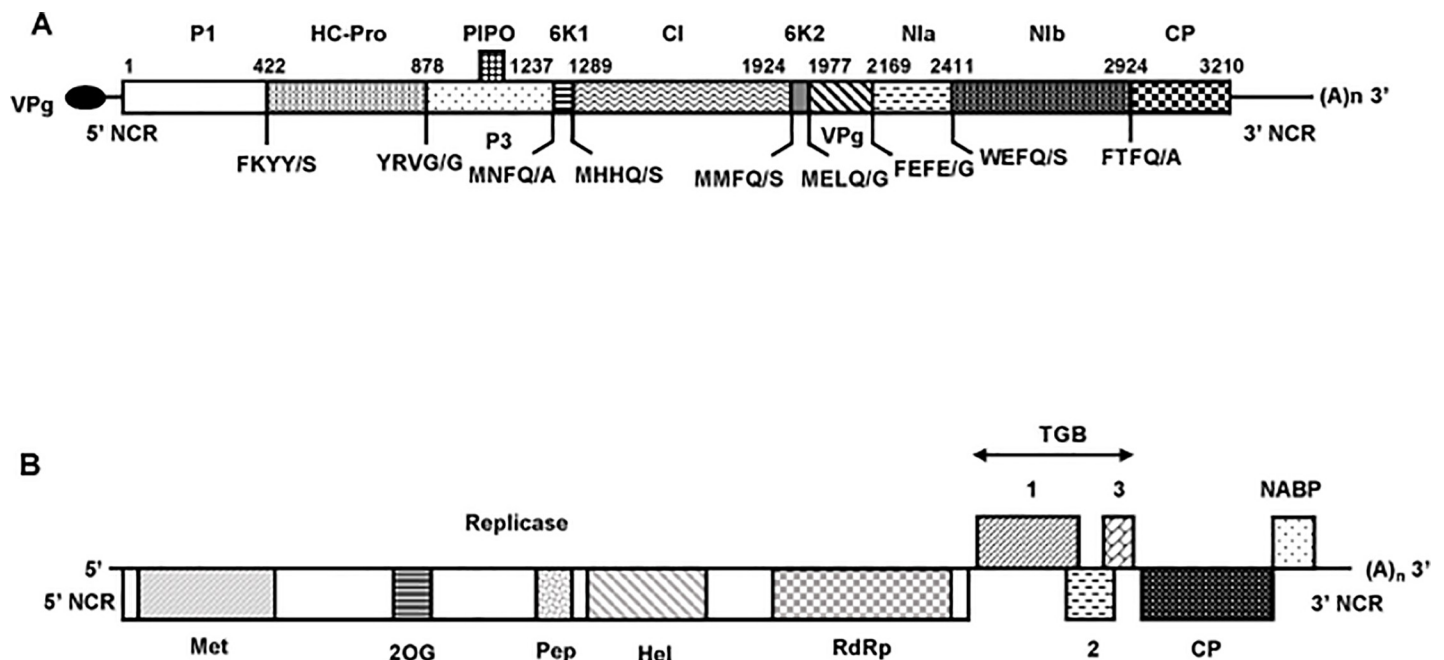 A
P1 HC-Pro PIPO 6K1 CI 6K2 NIa NIb CP
1 422 878 1237 1289 1924 1977 2169 2411 2924 3210
VPg (A)n 3’
5’ NCR P3 VPg 3’ NCR
FKYY/S YRVG/G MNFQ/A MHHQ/S MMFQ/S MELQ/G FEFE/G WEFQ/S FTFQ/A
B
TGB
1 3 NABP
Replicase
5’ (A)n 3’
5’ NCR 3’ NCR
Met 2OG Pep Hel RdRp 2 CP